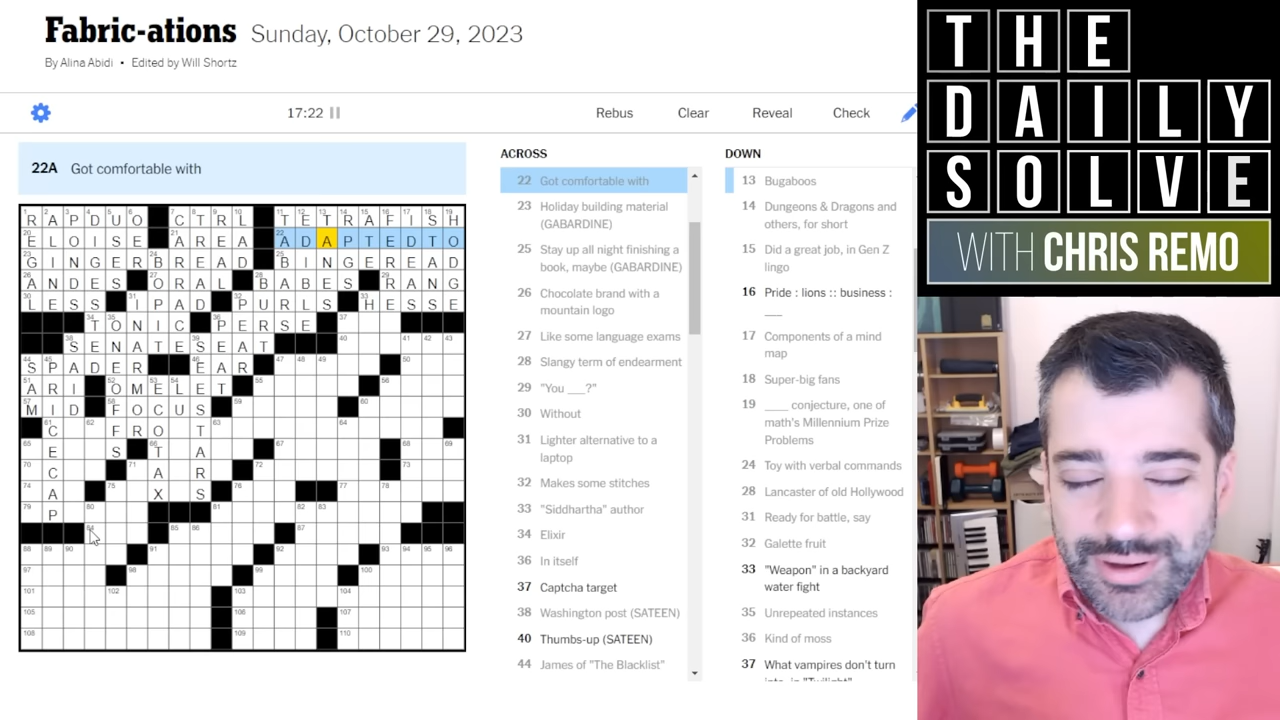 Fabric-ations Sunday, October 29, 2023
By Alina Abidi • Edited by Will Shortz
17:22
Rebus
Clear
Reveal
Check
22A Got comfortable with
ACROSS
22 Got comfortable with
23 Holiday building material
(GABARDINE)
25 Stay up all night finishing a
book, maybe (GABARDINE)
26 Chocolate brand with a
mountain logo
27 Like some language exams
28 Slangy term of endearment
29 "You ___?"
30 Without
31 Lighter alternative to a
laptop
32 Makes some stitches
33 "Siddhartha" author
34 Elixir
36 In itself
37 Captcha target
38 Washington post (SATEEN)
40 Thumbs-up (SATEEN)
44 James of "The Blacklist"
DOWN
13 Bugaboos
14 Dungeons & Dragons and
others, for short
15 Did a great job, in Gen Z
lingo
16 Pride : lions :: business :
___
17 Components of a mind
map
18 Super-big fans
19 ____ conjecture, one of
math's Millennium Prize
Problems
24 Toy with verbal commands
28 Lancaster of old Hollywood
31 Ready for battle, say
32 Galette fruit
33 "Weapon" in a backyard
water fight
35 Unrepeated instances
36 Kind of moss
37 What vampires don't turn
into, in "Twilight"
RAPDUO CTRL TETRAFISH
ELOISE AREA ADAPTEDTO
GINGERBREAD BINGEREAD
ANDES ORAL BABES RANG
LESS IPAD PURLS HESSE
TONIC PERSE
SENATESEAT
SPADER EAR
ARI OMELET
MID FOCUS
C FRO T
E S T A
C A R
A X S
P
THE
DAILY
SOLVE
WITH CHRIS REMO